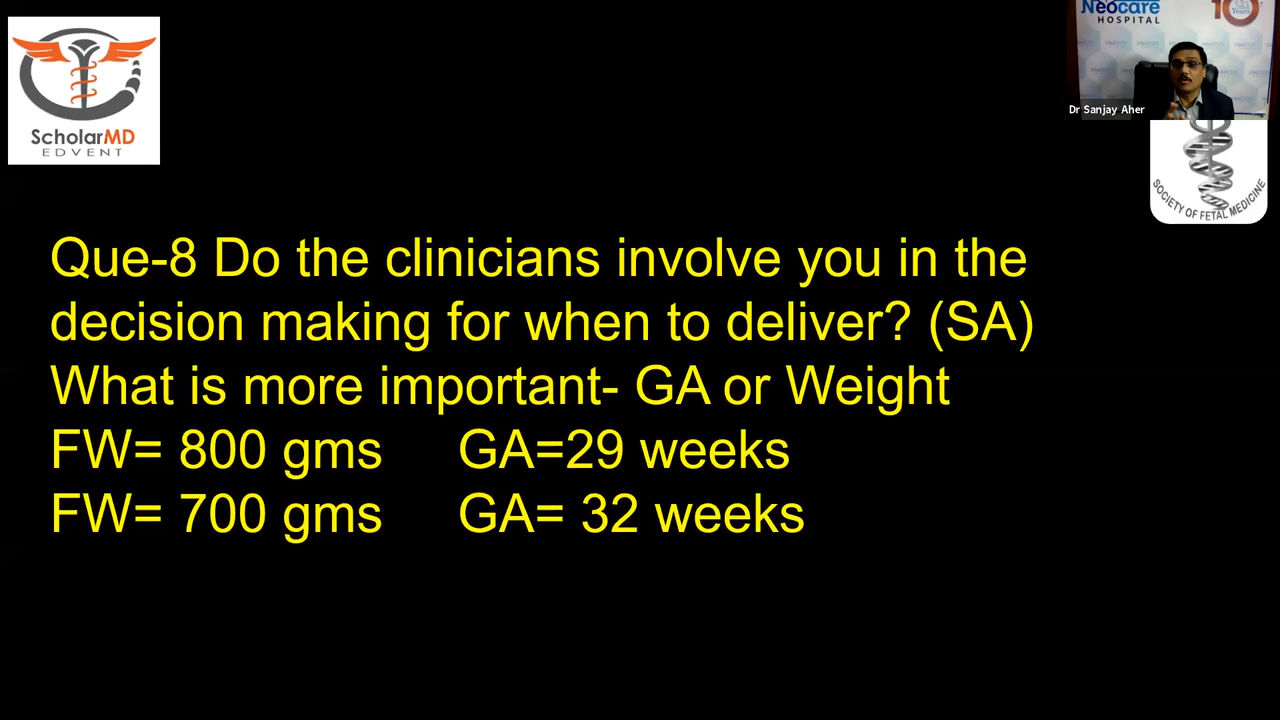 ScholarMD
EDVENT
Neocare
HOSPITAL
10
Years
Dr Sanjay Aher
SOCIETY OF FETAL MEDICINE
Que-8 Do the clinicians involve you in the
decision making for when to deliver? (SA)
What is more important- GA or Weight
FW= 800 gms GA=29 weeks
FW= 700 gms GA= 32 weeks